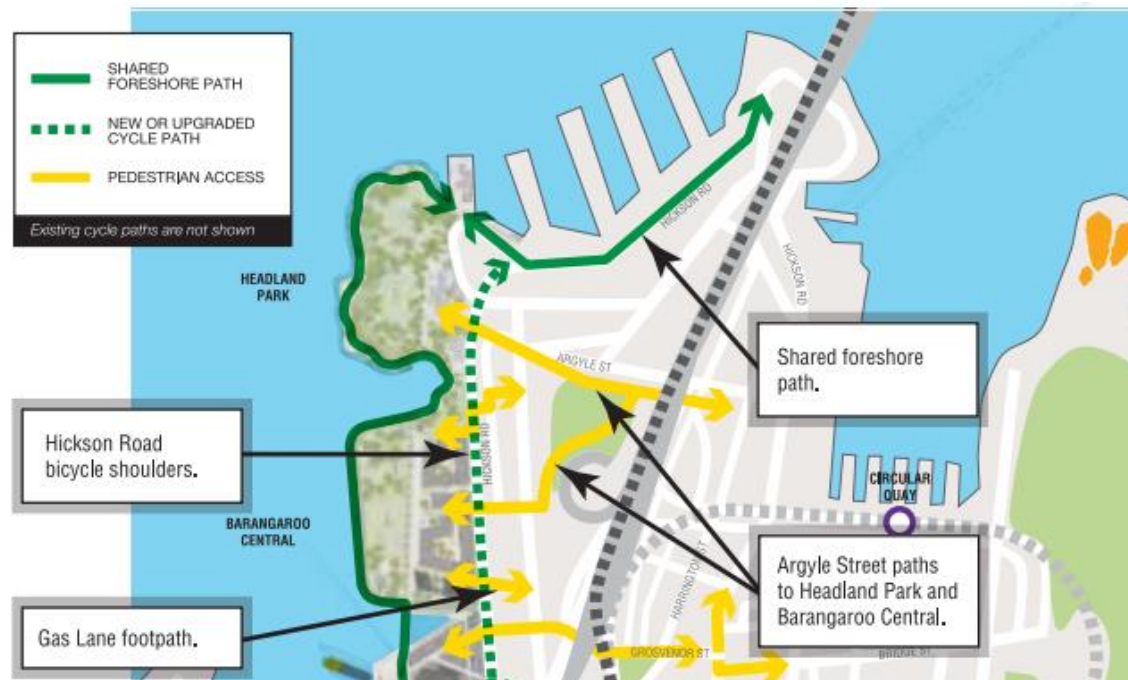 SHARED
FORESHORE PATH
NEW OR UPGRADED
CYCLE PATH
PEDESTRIAN ACCESS
Existing cycle paths are not shown
HICKSON RD
HEADLAND
PARK
HICKSON RD
ARGYLE ST
Shared foreshore
path.
Hickson Road
bicycle shoulders.
HICKSON RD
CIRCULAR
QUAY
BARANGAROO
CENTRAL
HARRINGTON ST
Argyle Street paths
to Headland Park and
Barangaroo Central.
Gas Lane footpath.
GROSVENOR ST
BRIDGE ST